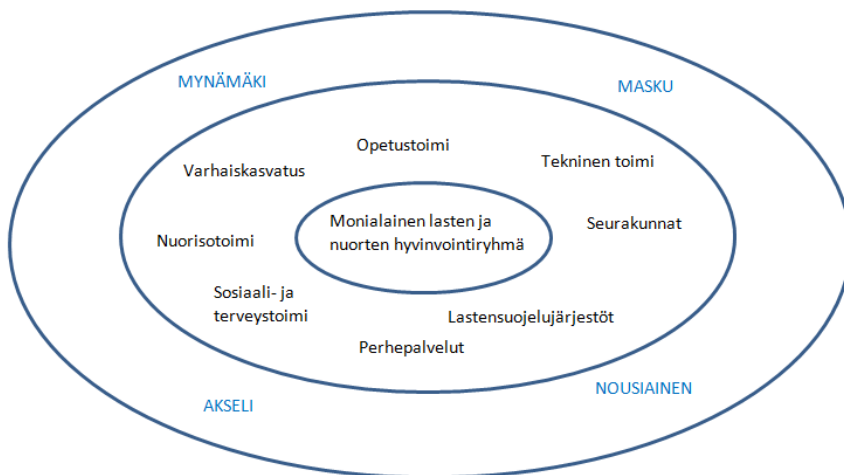 MYNÄMÄKI
MASKU
Opetustoimi
Tekninen toimi
Varhaiskasvatus
Monialainen lasten ja
nuorten hyvinvointiryhmä
Seurakunnat
Nuorisotoimi
Sosiaali- ja
terveystoimi
Lastensuojelujärjestöt
Perhepalvelut
AKSELI
NOUSIAINEN